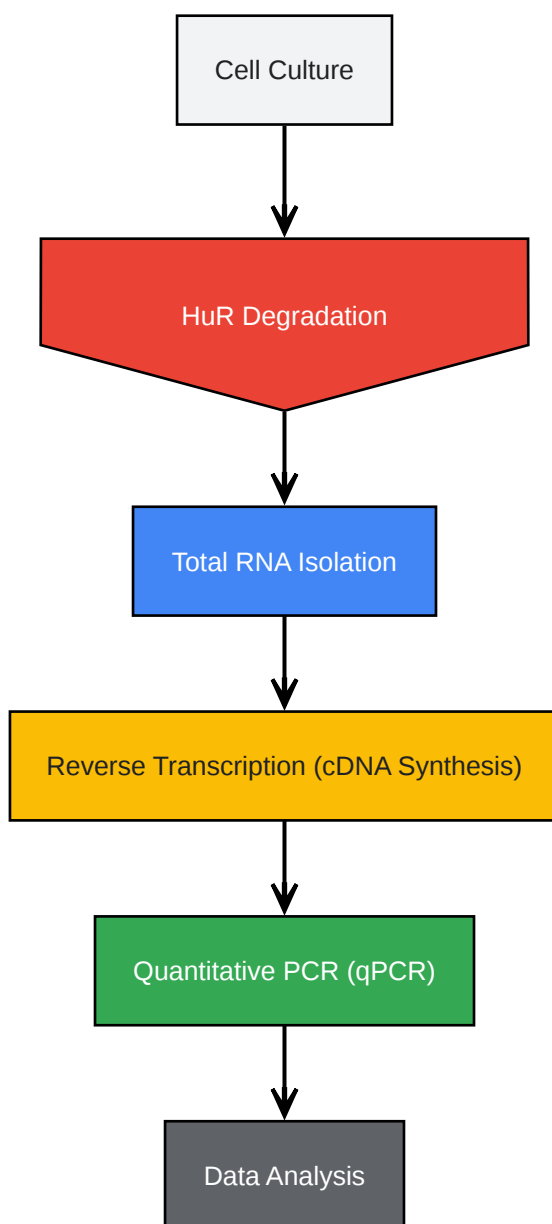 Cell Culture
HuR Degradation
Total RNA Isolation
Reverse Transcription (cDNA Synthesis)
Quantitative PCR (qPCR)
Data Analysis